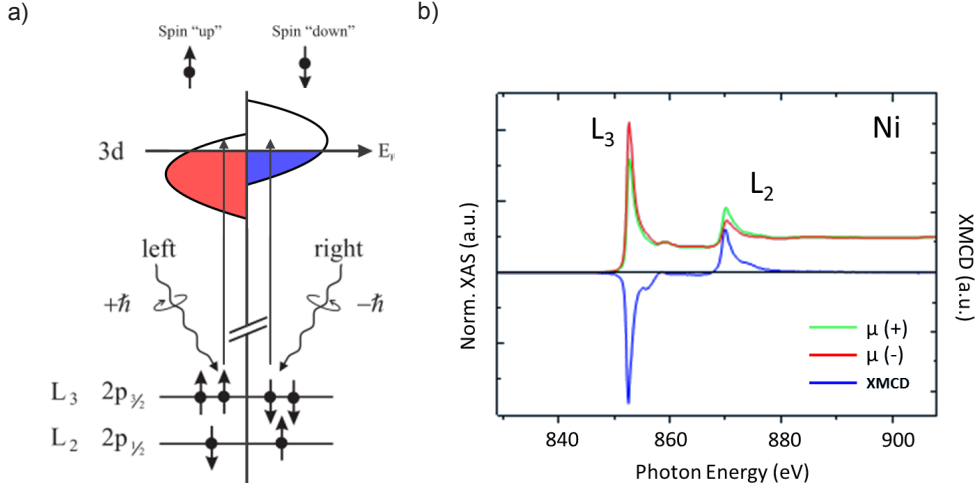 a)
Spin “up”
Spin “down”
3d
E_F
left
right
+ħ
−ħ
L₃ 2p₃⁄₂
L₂ 2p₁⁄₂
b)
L₃
Ni
L₂
Norm. XAS (a.u.)
XMCD (a.u.)
μ (+)
μ (-)
XMCD
840 860 880 900
Photon Energy (eV)